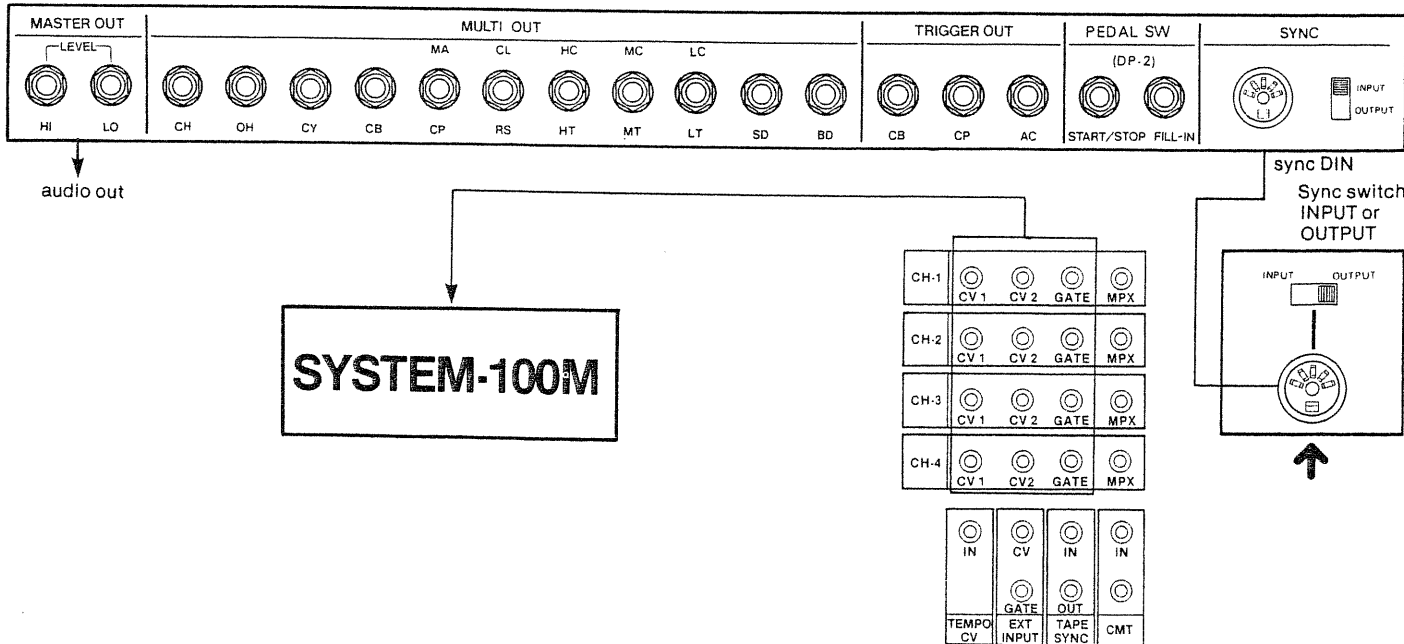 MASTER OUT MULTI OUT TRIGGER OUT PEDAL SW SYNC
LEVEL MA CL HC MC LC (DP-2)
INPUT
OUTPUT
HI LO CH OH CY CB CP RS HT MT LT SD BD CB CP AC START/STOP FILL-IN
audio out
sync DIN
Sync switch
INPUT or
OUTPUT
INPUT OUTPUT
SYSTEM-100M
CH-1 CV 1 CV 2 GATE MPX
CH-2 CV 1 CV 2 GATE MPX
CH-3 CV 1 CV 2 GATE MPX
CH-4 CV 1 CV2 GATE MPX
IN CV IN IN
GATE OUT
TEMPO CV
EXT INPUT
TAPE SYNC
CMT